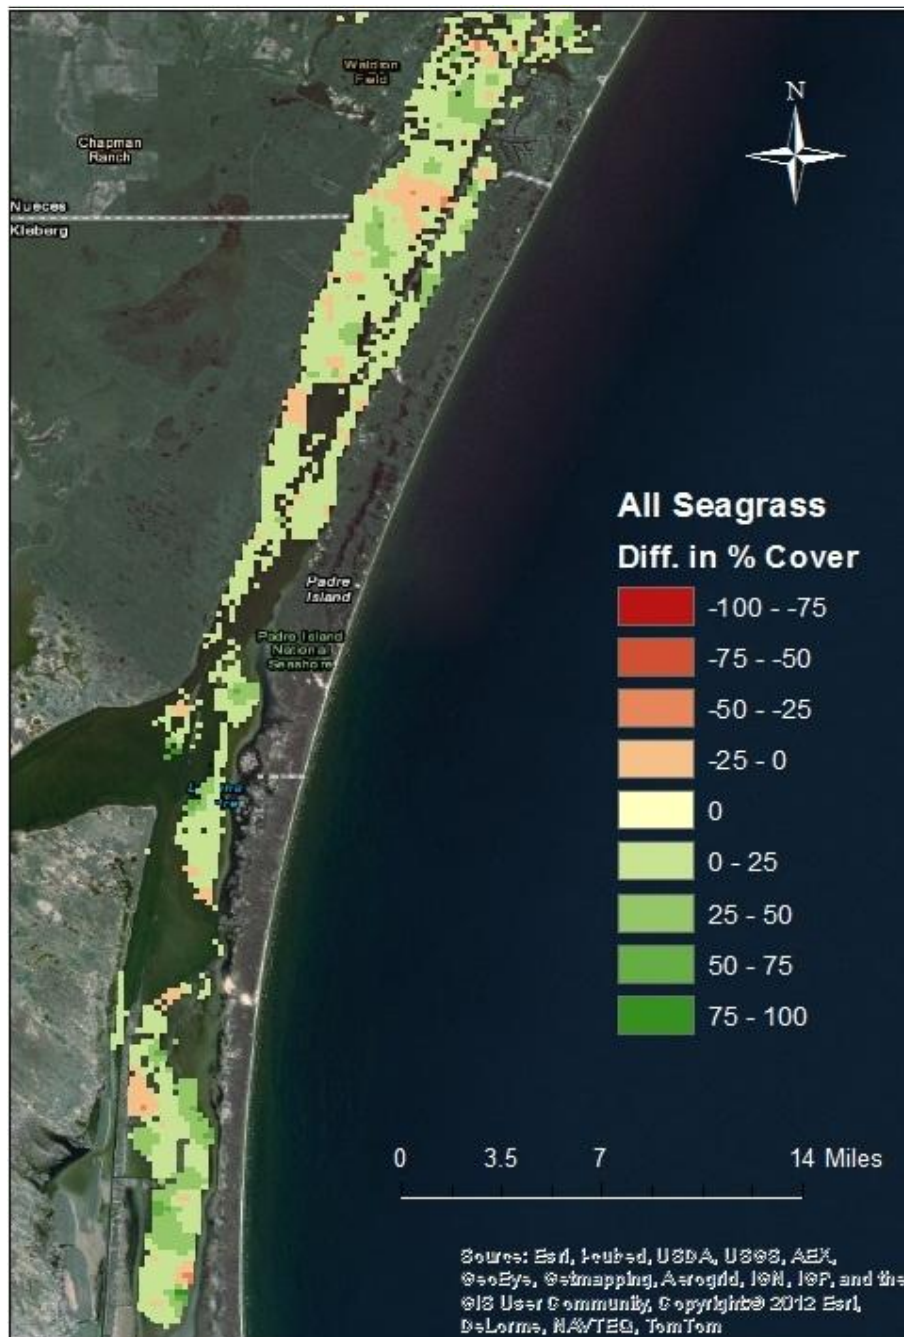 Waldron
Field
N
Chapman
Ranch
Nueces
Kleberg
All Seagrass
Diff. in % Cover
-100 - -75
-75 - -50
-50 - -25
-25 - 0
0
0 - 25
25 - 50
50 - 75
75 - 100
Padre
Island
Padre Island
National
Seashore
0 3.5 7 14 Miles
Source: Esri, i-cubed, USDA, USGS, AEX,
GeoEye, Getmapping, Aerogrid, IGN, IGP, and the
GIS User Community, Copyright:© 2012 Esri,
DeLorme, NAVTEQ, TomTom